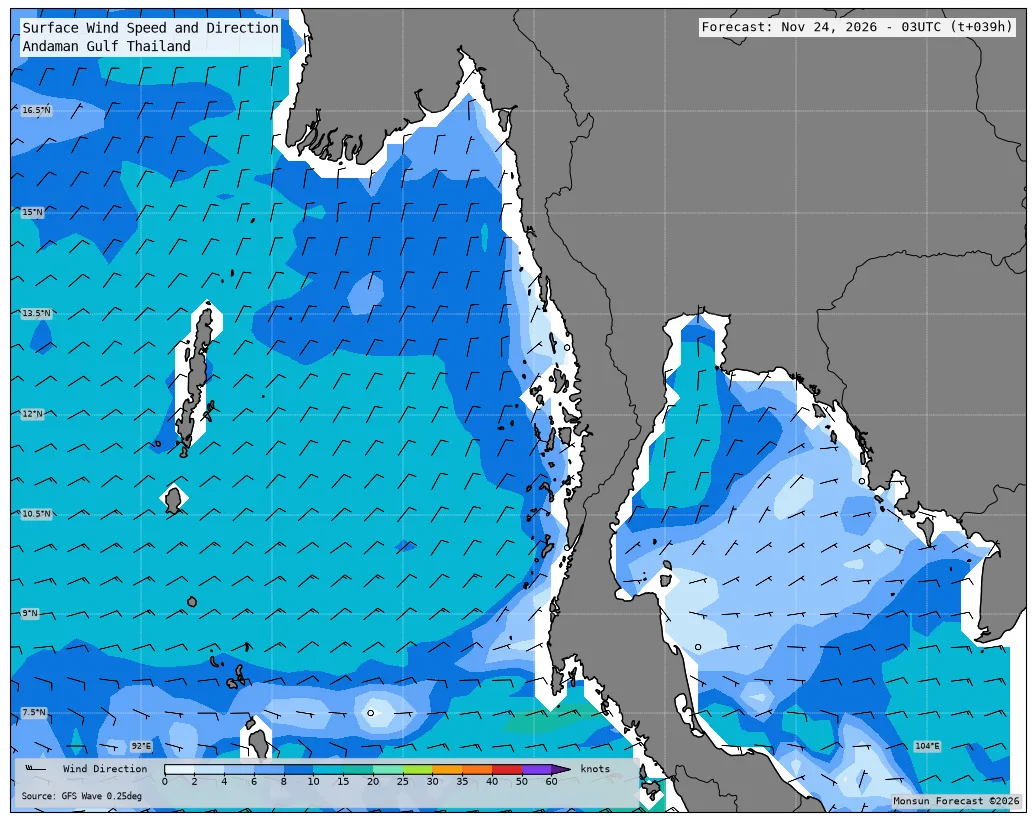 Surface Wind Speed and Direction
Andaman Gulf Thailand
Forecast: Nov 24, 2026 - 03UTC (t+039h)
16.5°N
15°N
13.5°N
12°N
10.5°N
9°N
7.5°N
92°E
104°E
Wind Direction
0 2 4 6 8 10 15 20 25 30 35 40 50 60
knots
Source: GFS Wave 0.25deg
Monsun Forecast ©2026